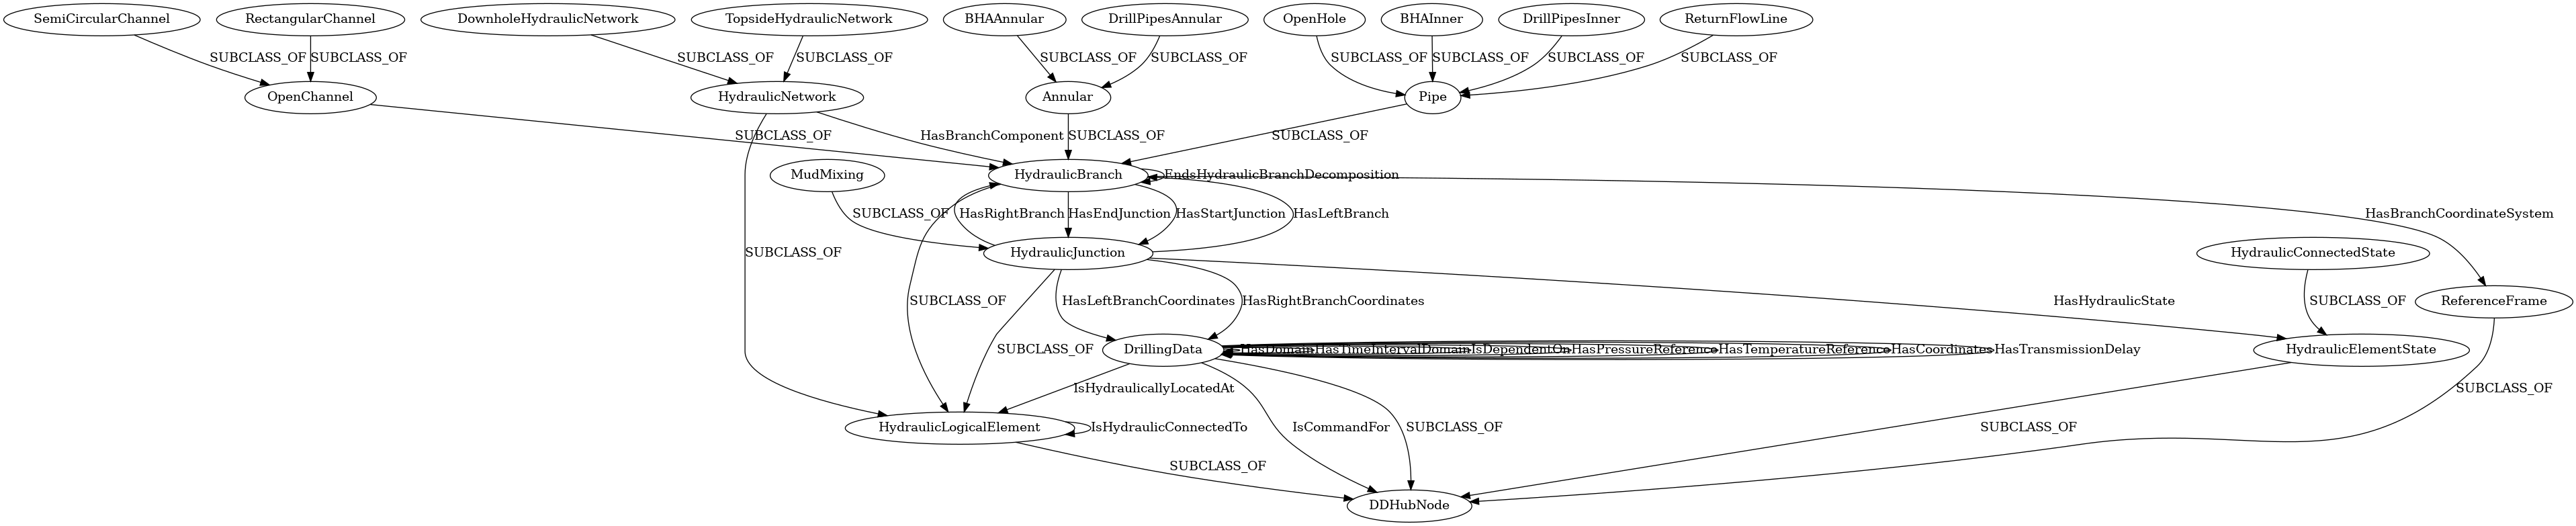 SemiCircularChannel
RectangularChannel
DownholeHydraulicNetwork
TopsideHydraulicNetwork
BHAAnnular
DrillPipesAnnular
OpenHole
BHAInner
DrillPipesInner
ReturnFlowLine
SUBCLASS_OF
SUBCLASS_OF
SUBCLASS_OF
SUBCLASS_OF
SUBCLASS_OF
SUBCLASS_OF
SUBCLASS_OF
SUBCLASS_OF
SUBCLASS_OF
SUBCLASS_OF
OpenChannel
HydraulicNetwork
Annular
Pipe
SUBCLASS_OF
HasBranchComponent
SUBCLASS_OF
SUBCLASS_OF
MudMixing
HydraulicBranch
EndsHydraulicBranchDecomposition
SUBCLASS_OF
HasRightBranch
HasEndJunction
HasStartJunction
HasLeftBranch
HasBranchCoordinateSystem
SUBCLASS_OF
HydraulicJunction
HydraulicConnectedState
SUBCLASS_OF
HasLeftBranchCoordinates
HasRightBranchCoordinates
HasHydraulicState
SUBCLASS_OF
ReferenceFrame
SUBCLASS_OF
DrillingData
HasDomain
HasTimeIntervalDomain
IsDependentOn
HasPressureReference
HasTemperatureReference
HasCoordinates
HasTransmissionDelay
HydraulicElementState
IsHydraulicallyLocatedAt
SUBCLASS_OF
HydraulicLogicalElement
IsHydraulicConnectedTo
IsCommandFor
SUBCLASS_OF
SUBCLASS_OF
SUBCLASS_OF
DDHubNode